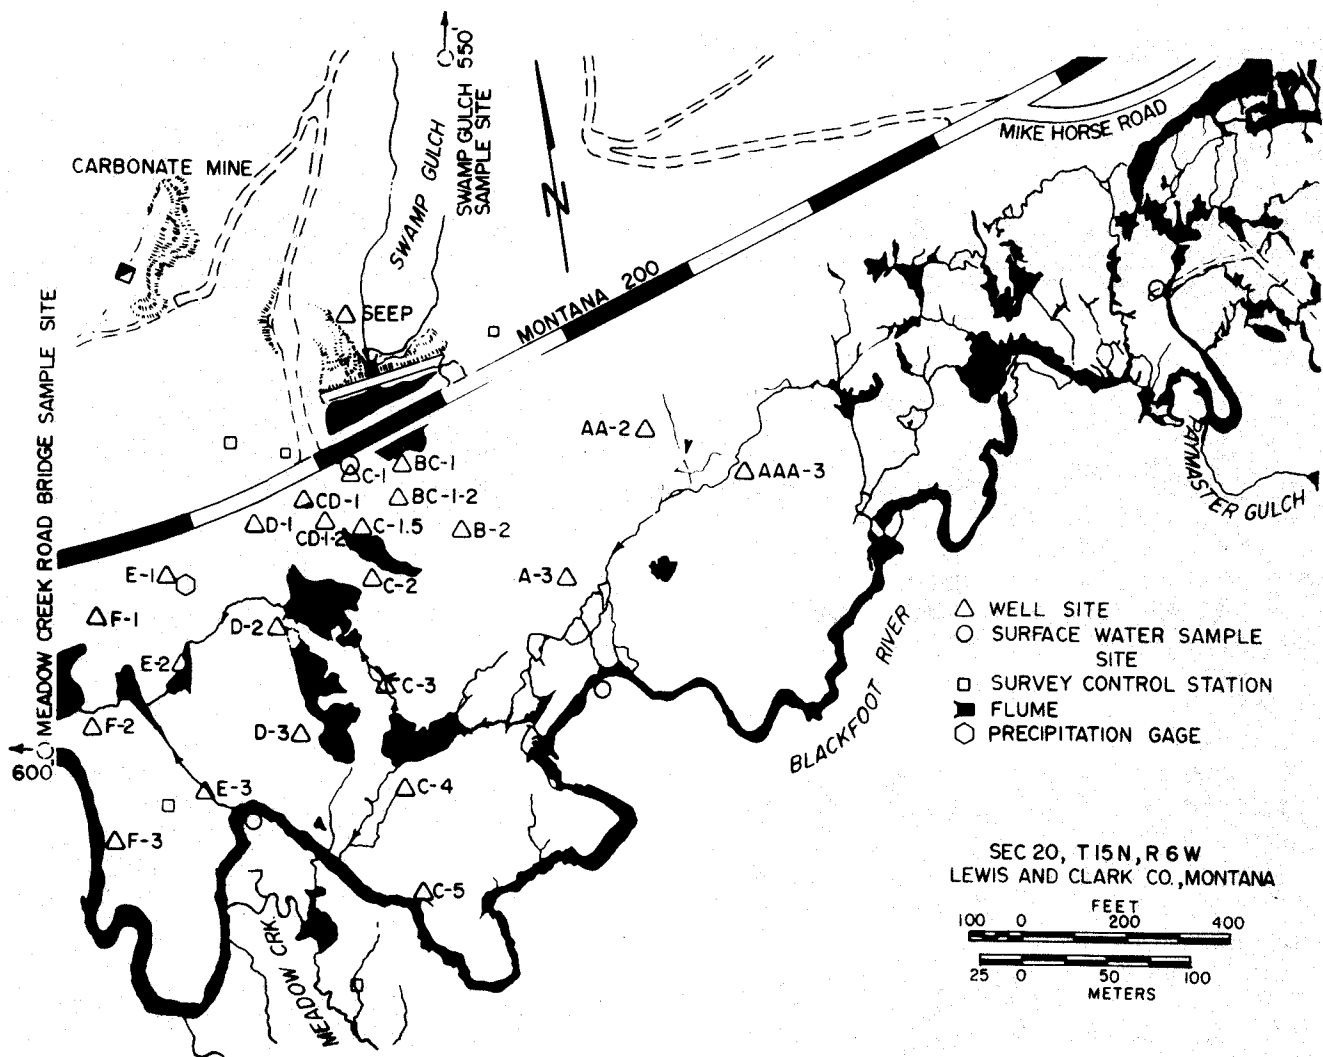 SWAMP GULCH 550'
SAMPLE SITE
SWAMP GULCH
CARBONATE MINE
MIKE HORSE ROAD
N
MONTANA 200
SEEP
MEADOW CREEK ROAD BRIDGE SAMPLE SITE
600'
AA-2
AAA-3
BC-1
C-1
CD-1
BC-1-2
D-1
CD-1-2
C-1.5
B-2
E-1
C-2
A-3
F-1
D-2
E-2
C-3
F-2
D-3
E-3
C-4
F-3
C-5
PAYMASTER GULCH
BLACKFOOT RIVER
MEADOW CRK.
WELL SITE
SURFACE WATER SAMPLE
SITE
SURVEY CONTROL STATION
FLUME
PRECIPITATION GAGE
SEC 20, T15N, R6W
LEWIS AND CLARK CO., MONTANA
FEET
100 0 200 400
25 0 50 100
METERS